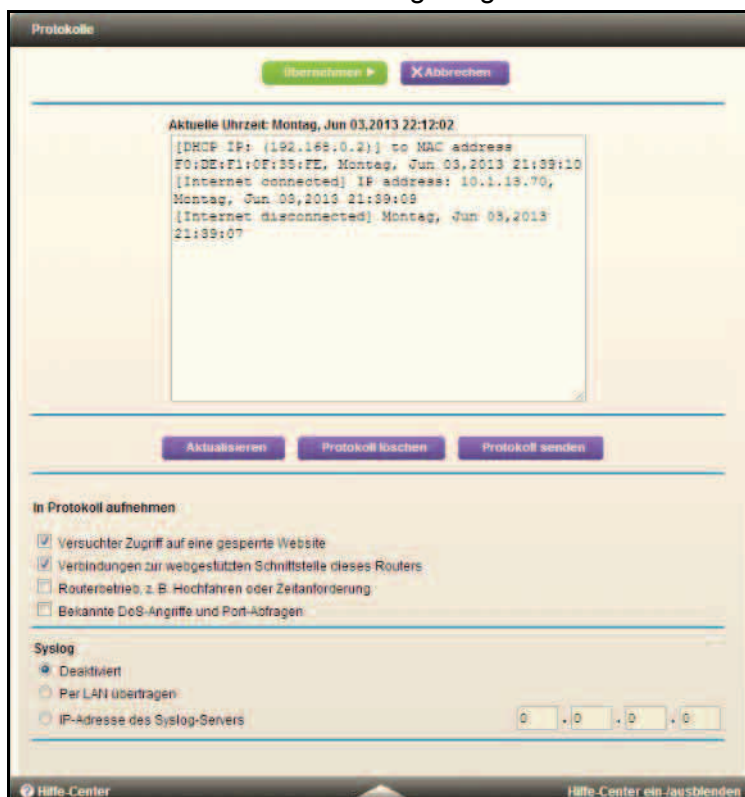 Protokolle
Übernehmen
Abbrechen
Aktuelle Uhrzeit: Montag, Jun 03,2013 22:12:02
[DHCP IP: (192.168.0.2)] to MAC address
F0:DE:F1:0F:35:FE, Montag, Jun 03,2013 21:39:10
[Internet connected] IP address: 10.1.13.70,
Montag, Jun 03,2013 21:39:09
[Internet disconnected] Montag, Jun 03,2013
21:39:07
Aktualisieren Protokoll löschen Protokoll senden
In Protokoll aufnehmen
Versuchter Zugriff auf eine gesperrte Website
Verbindungen zur webgestützten Schnittstelle dieses Routers
Routerbetrieb, z. B. Hochfahren oder Zeitanforderung
Bekannte DoS-Angriffe und Port-Abfragen
Syslog
Deaktiviert
Per LAN übertragen
IP-Adresse des Syslog-Servers 0 . 0 . 0 . 0
Hilfe-Center Hilfe-Center ein-/ausblenden